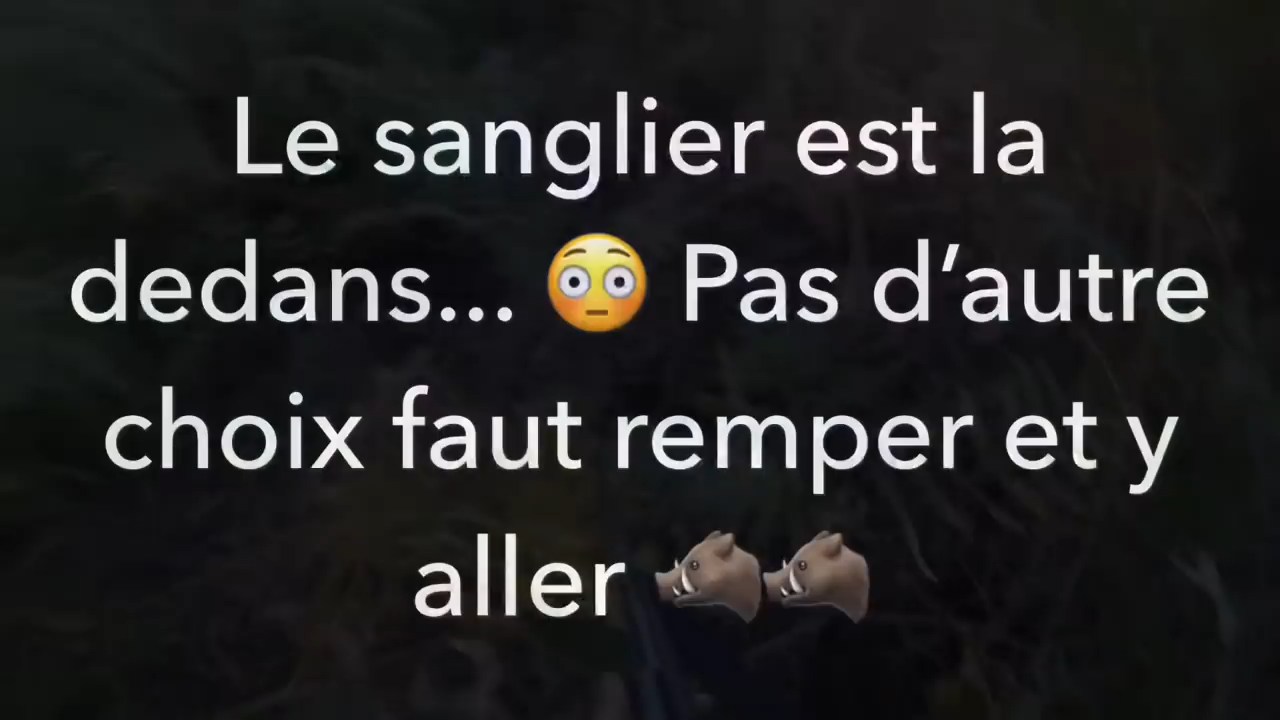 Le sanglier est la
dedans... 😳 Pas d’autre
choix faut remper et y
aller 🐗🐗